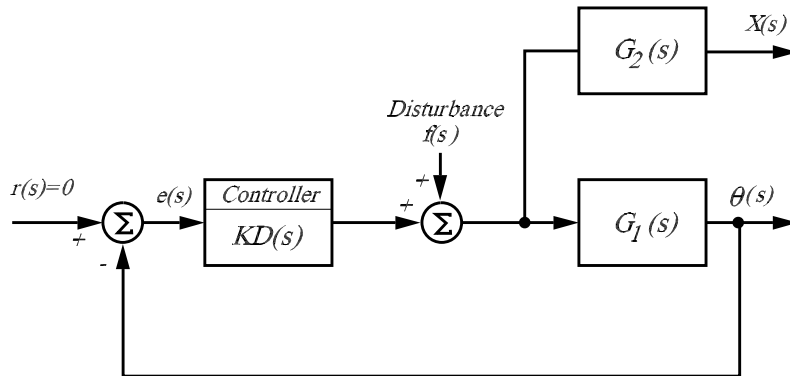 X(s)
G2(s)
Disturbance
f(s)
r(s)=0
e(s)
Controller
KD(s)
+
+
Σ
+
-
Σ
G1(s)
θ(s)